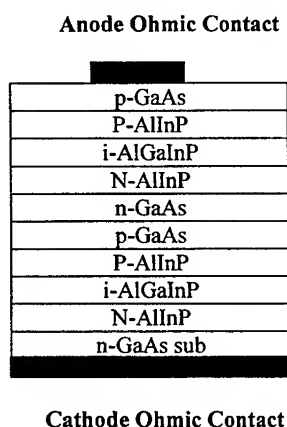 Anode Ohmic Contact
p-GaAs
P-AlInP
i-AlGaInP
N-AlInP
n-GaAs
p-GaAs
P-AlInP
i-AlGaInP
N-AlInP
n-GaAs sub
Cathode Ohmic Contact